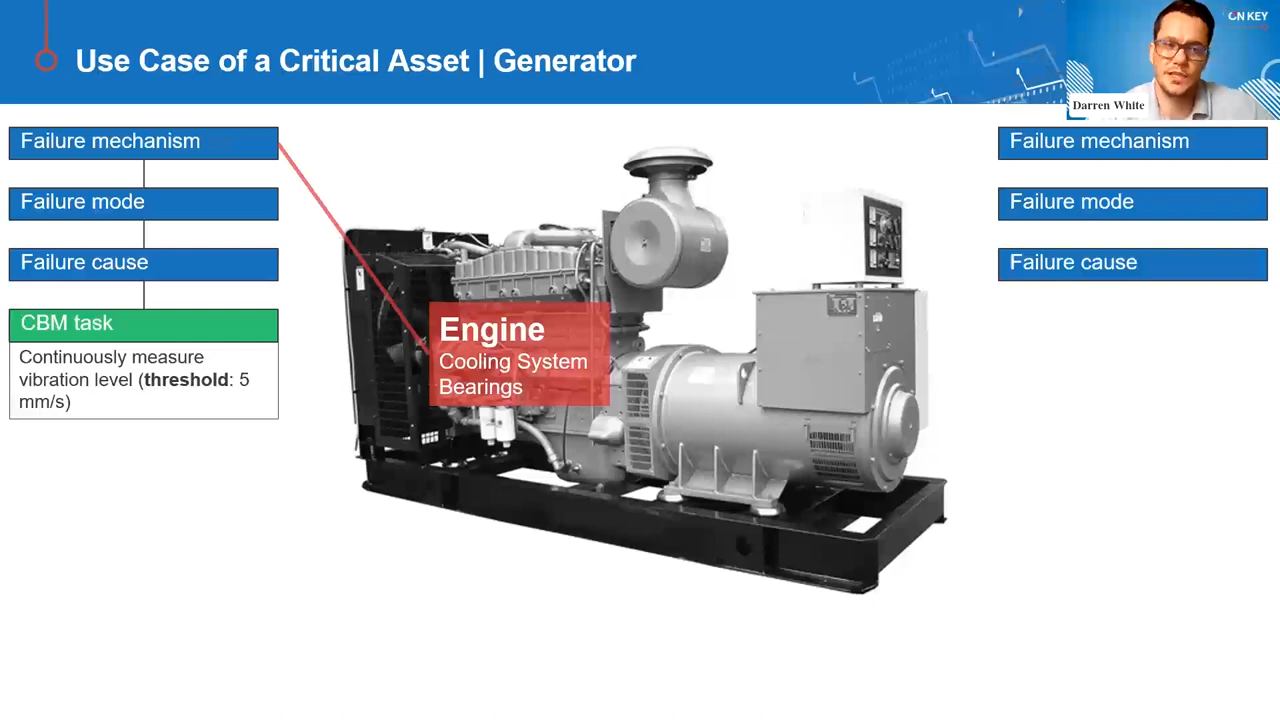 Use Case of a Critical Asset | Generator
ON KEY
Darren White
Failure mechanism
Failure mode
Failure cause
CBM task
Continuously measure
vibration level (threshold: 5
mm/s)
Engine
Cooling System
Bearings
Failure mechanism
Failure mode
Failure cause